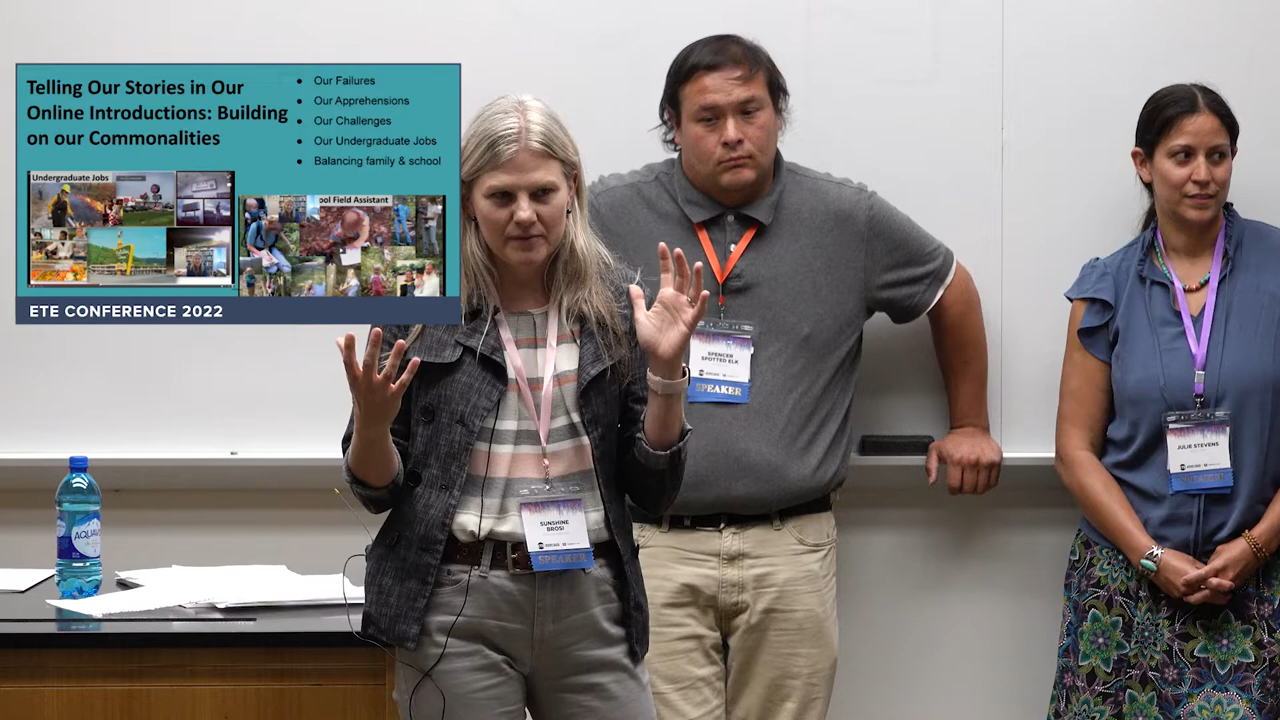 Telling Our Stories in Our
Online Introductions: Building
on our Commonalities
• Our Failures
• Our Apprehensions
• Our Challenges
• Our Undergraduate Jobs
• Balancing family & school
Undergraduate Jobs
ool Field Assistant
ETE CONFERENCE 2022
SPENCER
SPOTTED ELK
SPEAKER
JULIE STEVENS
SPEAKER
SUNSHINE
BROSI
SPEAKER
AQUA